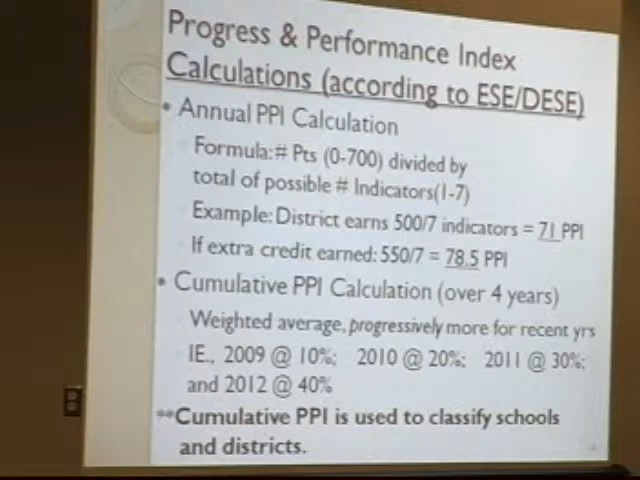 Progress & Performance Index
Calculations (according to ESE/DESE)
• Annual PPI Calculation
Formula: # Pts (0-700) divided by
total of possible # Indicators(1-7)
Example: District earns 500/7 indicators = 71 PPI
If extra credit earned: 550/7 = 78.5 PPI
• Cumulative PPI Calculation (over 4 years)
Weighted average, progressively more for recent yrs
IE., 2009 @ 10%; 2010 @ 20%; 2011 @ 30%;
and 2012 @ 40%
**Cumulative PPI is used to classify schools
and districts.